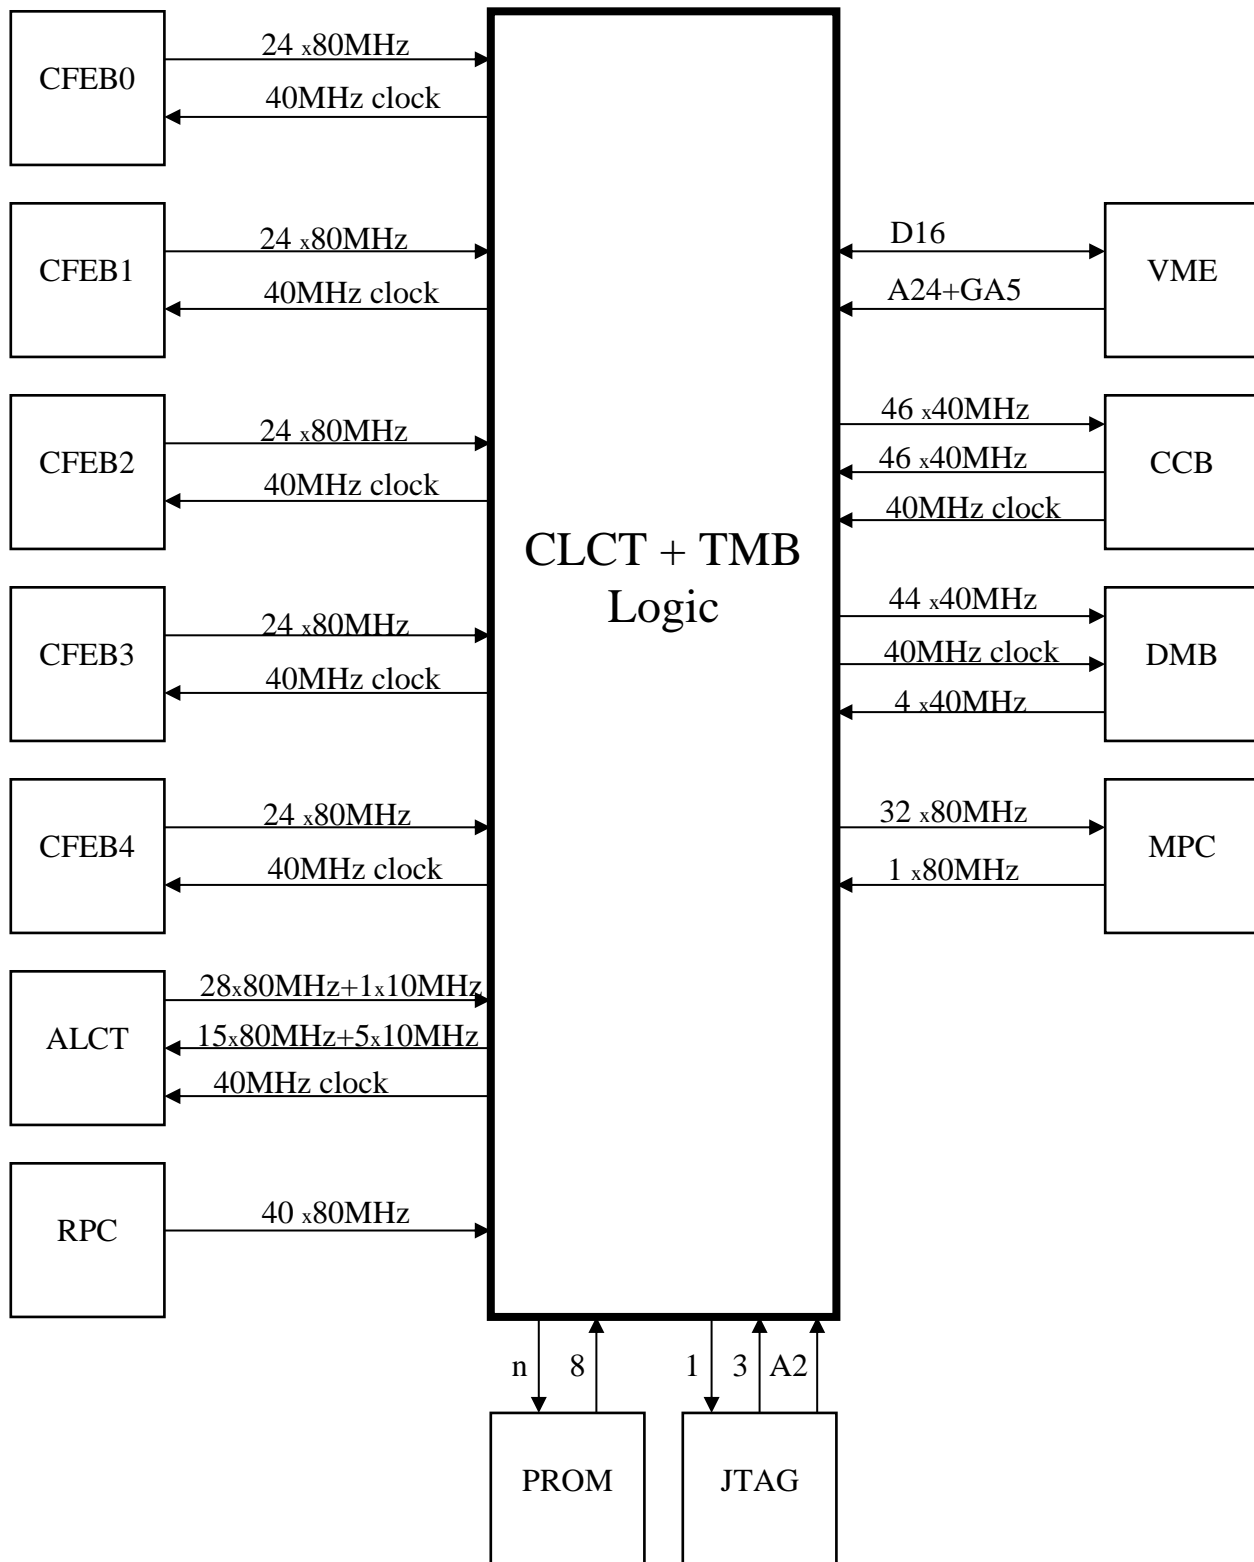 CFEB0
24 x80MHz
40MHz clock
CFEB1
24 x80MHz
40MHz clock
CFEB2
24 x80MHz
40MHz clock
CFEB3
24 x80MHz
40MHz clock
CFEB4
24 x80MHz
40MHz clock
ALCT
28x80MHz+1x10MHz
15x80MHz+5x10MHz
40MHz clock
RPC
40 x80MHz
CLCT + TMB
Logic
D16
A24+GA5
VME
46 x40MHz
46 x40MHz
40MHz clock
CCB
44 x40MHz
40MHz clock
4 x40MHz
DMB
32 x80MHz
1 x80MHz
MPC
n
8
1
3
A2
PROM
JTAG